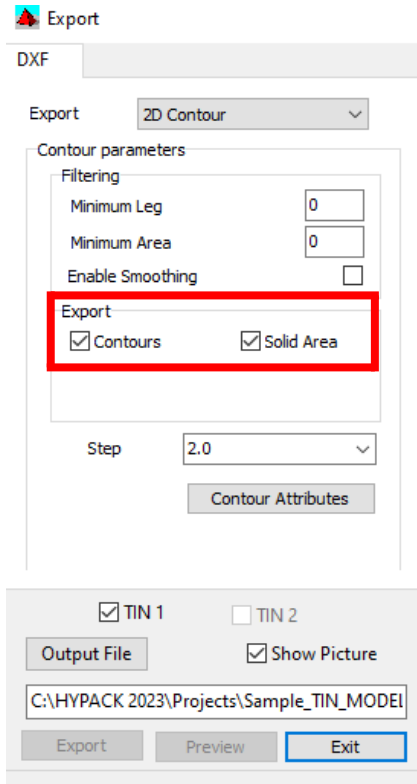 Export
DXF
Export 2D Contour
Contour parameters
Filtering
Minimum Leg 0
Minimum Area 0
Enable Smoothing
Export
Contours Solid Area
Step 2.0
Contour Attributes
TIN 1 TIN 2
Output File Show Picture
C:\HYPACK 2023\Projects\Sample_TIN_MODEL
Export Preview Exit